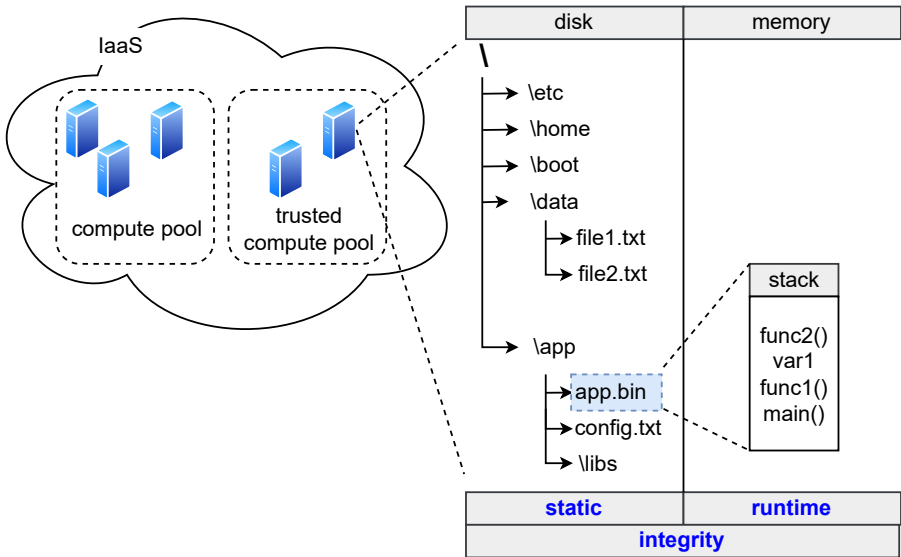 IaaS
compute pool
trusted
compute pool
disk
memory
\
\etc
\home
\boot
\data
file1.txt
file2.txt
\app
app.bin
config.txt
\libs
stack
func2()
var1
func1()
main()
static
runtime
integrity